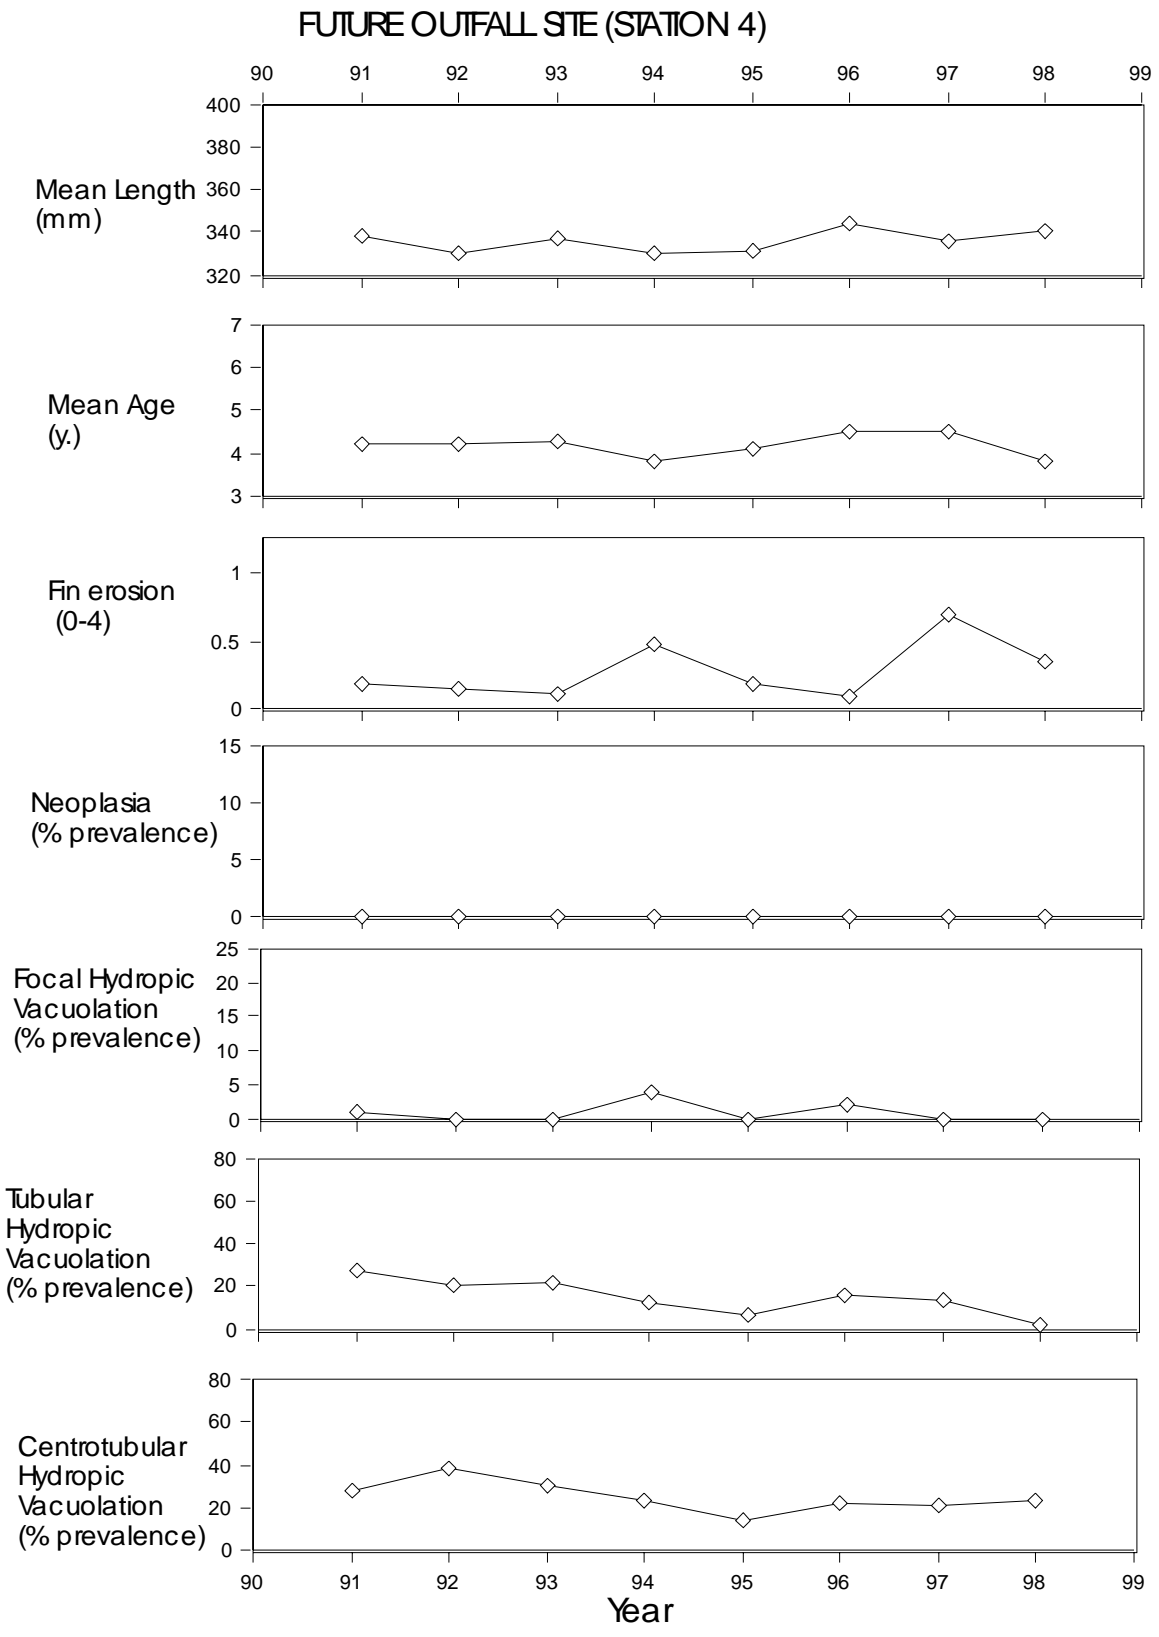 FUTURE OUTFALL SITE (STATION 4)
90 91 92 93 94 95 96 97 98 99
Mean Length
(mm)
400
380
360
340
320
Mean Age
(y.)
7
6
5
4
3
Fin erosion
(0-4)
1
0.5
0
Neoplasia
(% prevalence)
15
10
5
0
Focal Hydropic
Vacuolation
(% prevalence)
25
20
15
10
5
0
Tubular
Hydropic
Vacuolation
(% prevalence)
80
60
40
20
0
Centrotubular
Hydropic
Vacuolation
(% prevalence)
80
60
40
20
0
90 91 92 93 94 95 96 97 98 99
Year